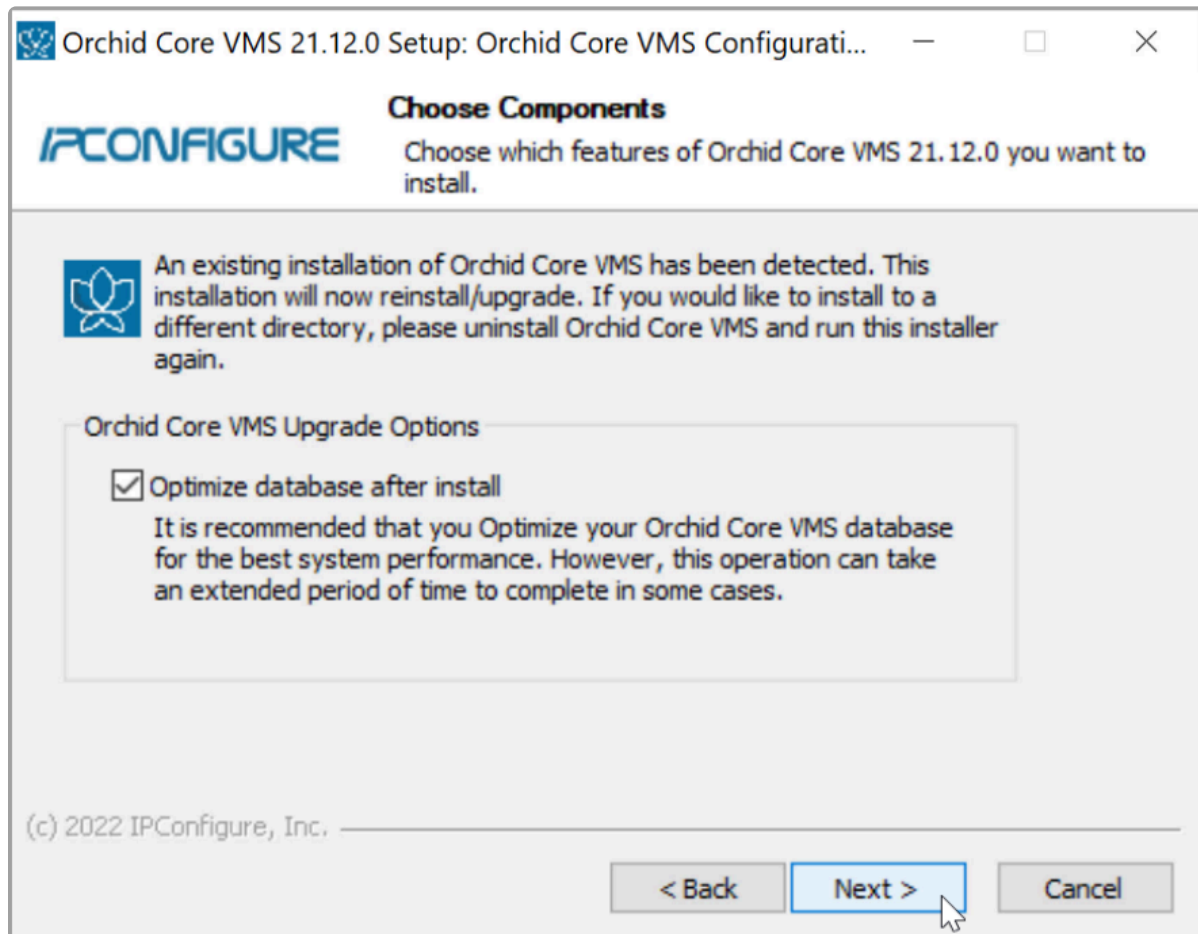 Orchid Core VMS 21.12.0 Setup: Orchid Core VMS Configurati...
IPCONFIGURE
Choose Components
Choose which features of Orchid Core VMS 21.12.0 you want to
install.
An existing installation of Orchid Core VMS has been detected. This
installation will now reinstall/upgrade. If you would like to install to a
different directory, please uninstall Orchid Core VMS and run this installer
again.
Orchid Core VMS Upgrade Options
Optimize database after install
It is recommended that you Optimize your Orchid Core VMS database
for the best system performance. However, this operation can take
an extended period of time to complete in some cases.
(c) 2022 IPConfigure, Inc.
< Back
Next >
Cancel